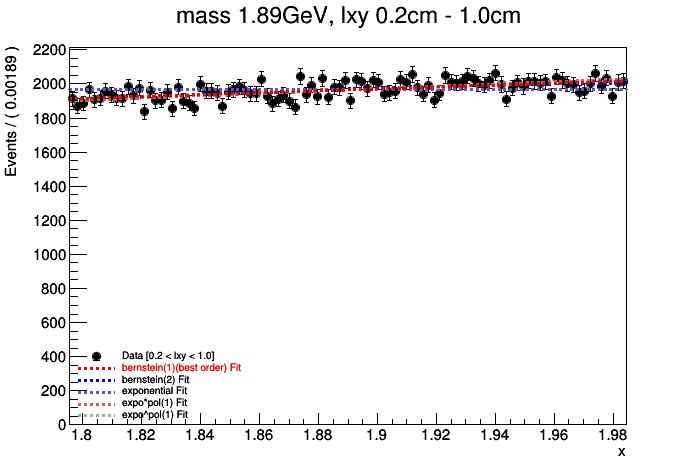 mass 1.89GeV, lxy 0.2cm - 1.0cm
Events / ( 0.00189 )
2200
2000
1800
1600
1400
1200
1000
800
600
400
200
0
Data [0.2 < lxy < 1.0]
bernstein(1)(best order) Fit
bernstein(2) Fit
exponential Fit
expo*pol(1) Fit
expo^pol(1) Fit
1.8 1.82 1.84 1.86 1.88 1.9 1.92 1.94 1.96 1.98
x